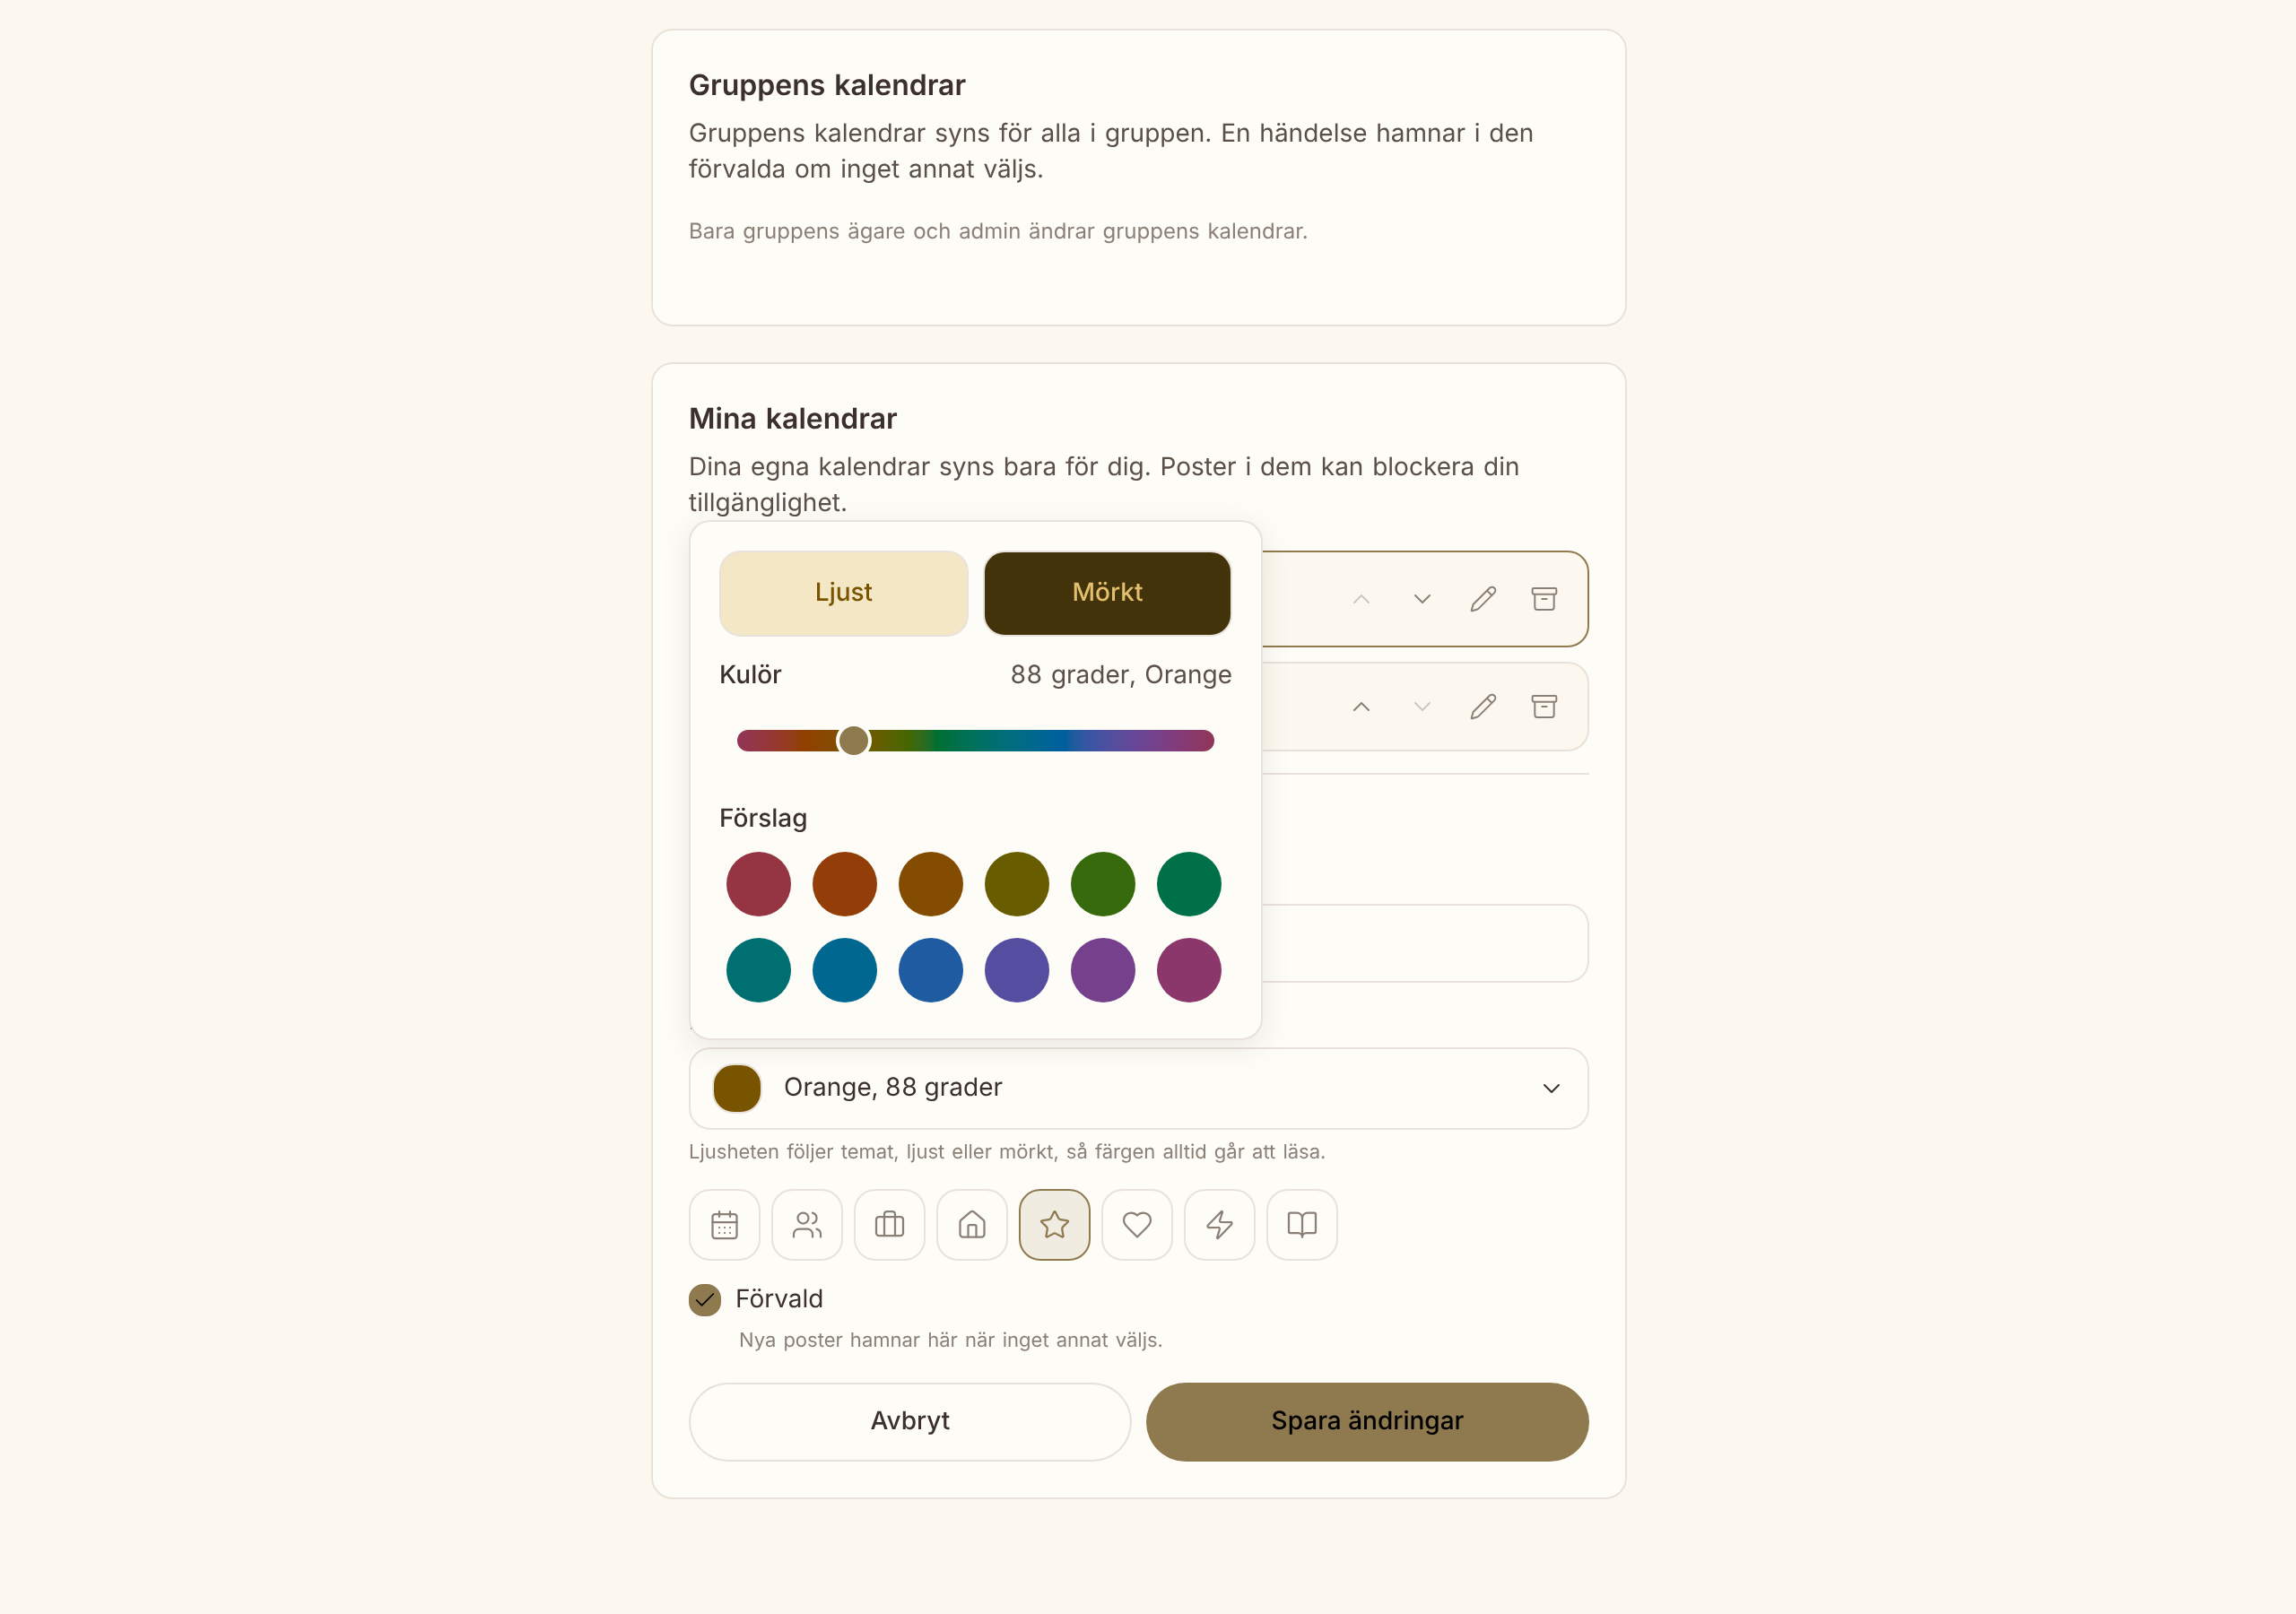 Gruppens kalendrar
Gruppens kalendrar syns för alla i gruppen. En händelse hamnar i den
förvalda om inget annat väljs.
Bara gruppens ägare och admin ändrar gruppens kalendrar.
Mina kalendrar
Dina egna kalendrar syns bara för dig. Poster i dem kan blockera din
tillgänglighet.
Ljust
Mörkt
Kulör
88 grader, Orange
Förslag
Orange, 88 grader
Ljusheten följer temat, ljust eller mörkt, så färgen alltid går att läsa.
Förvald
Nya poster hamnar här när inget annat väljs.
Avbryt
Spara ändringar